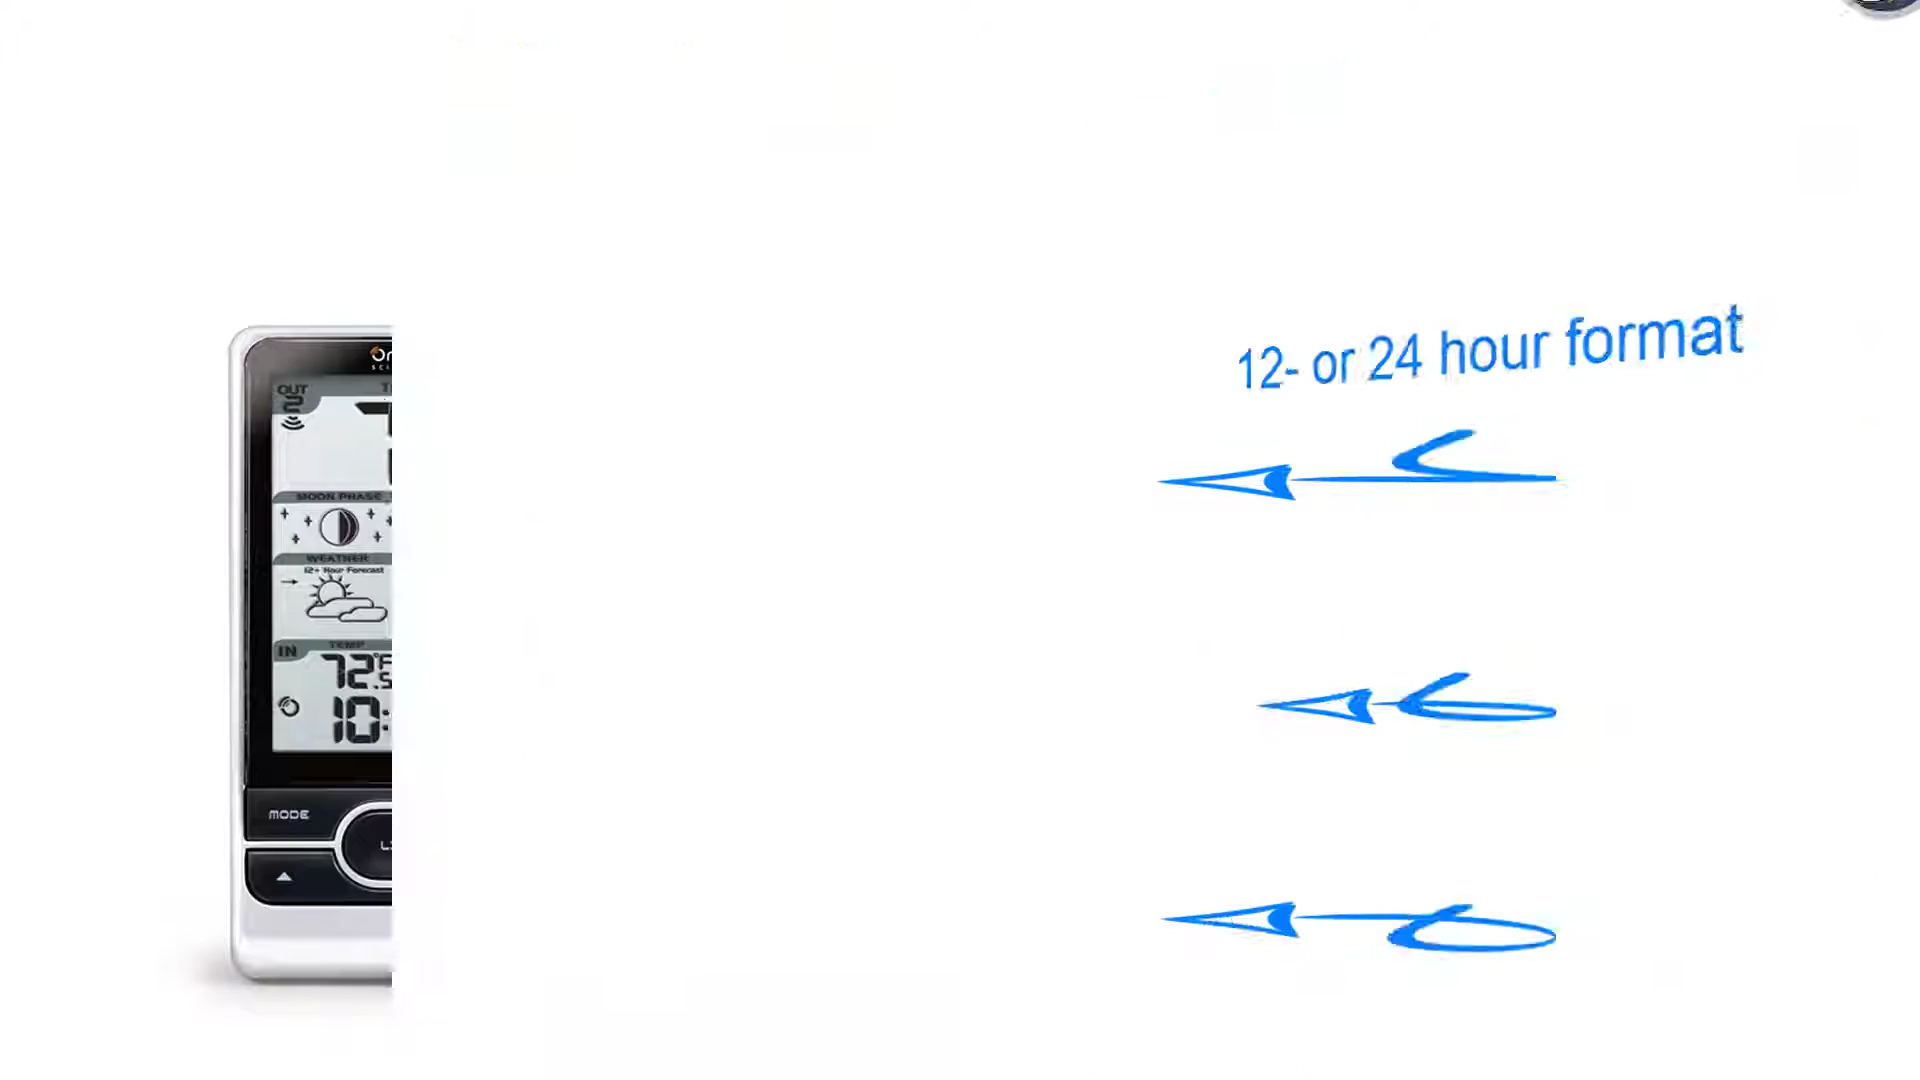 12- or 24 hour format
OUT
MOON PHASE
WEATHER
12+ Hour Forecast
IN
TEMP
72
10:
MODE